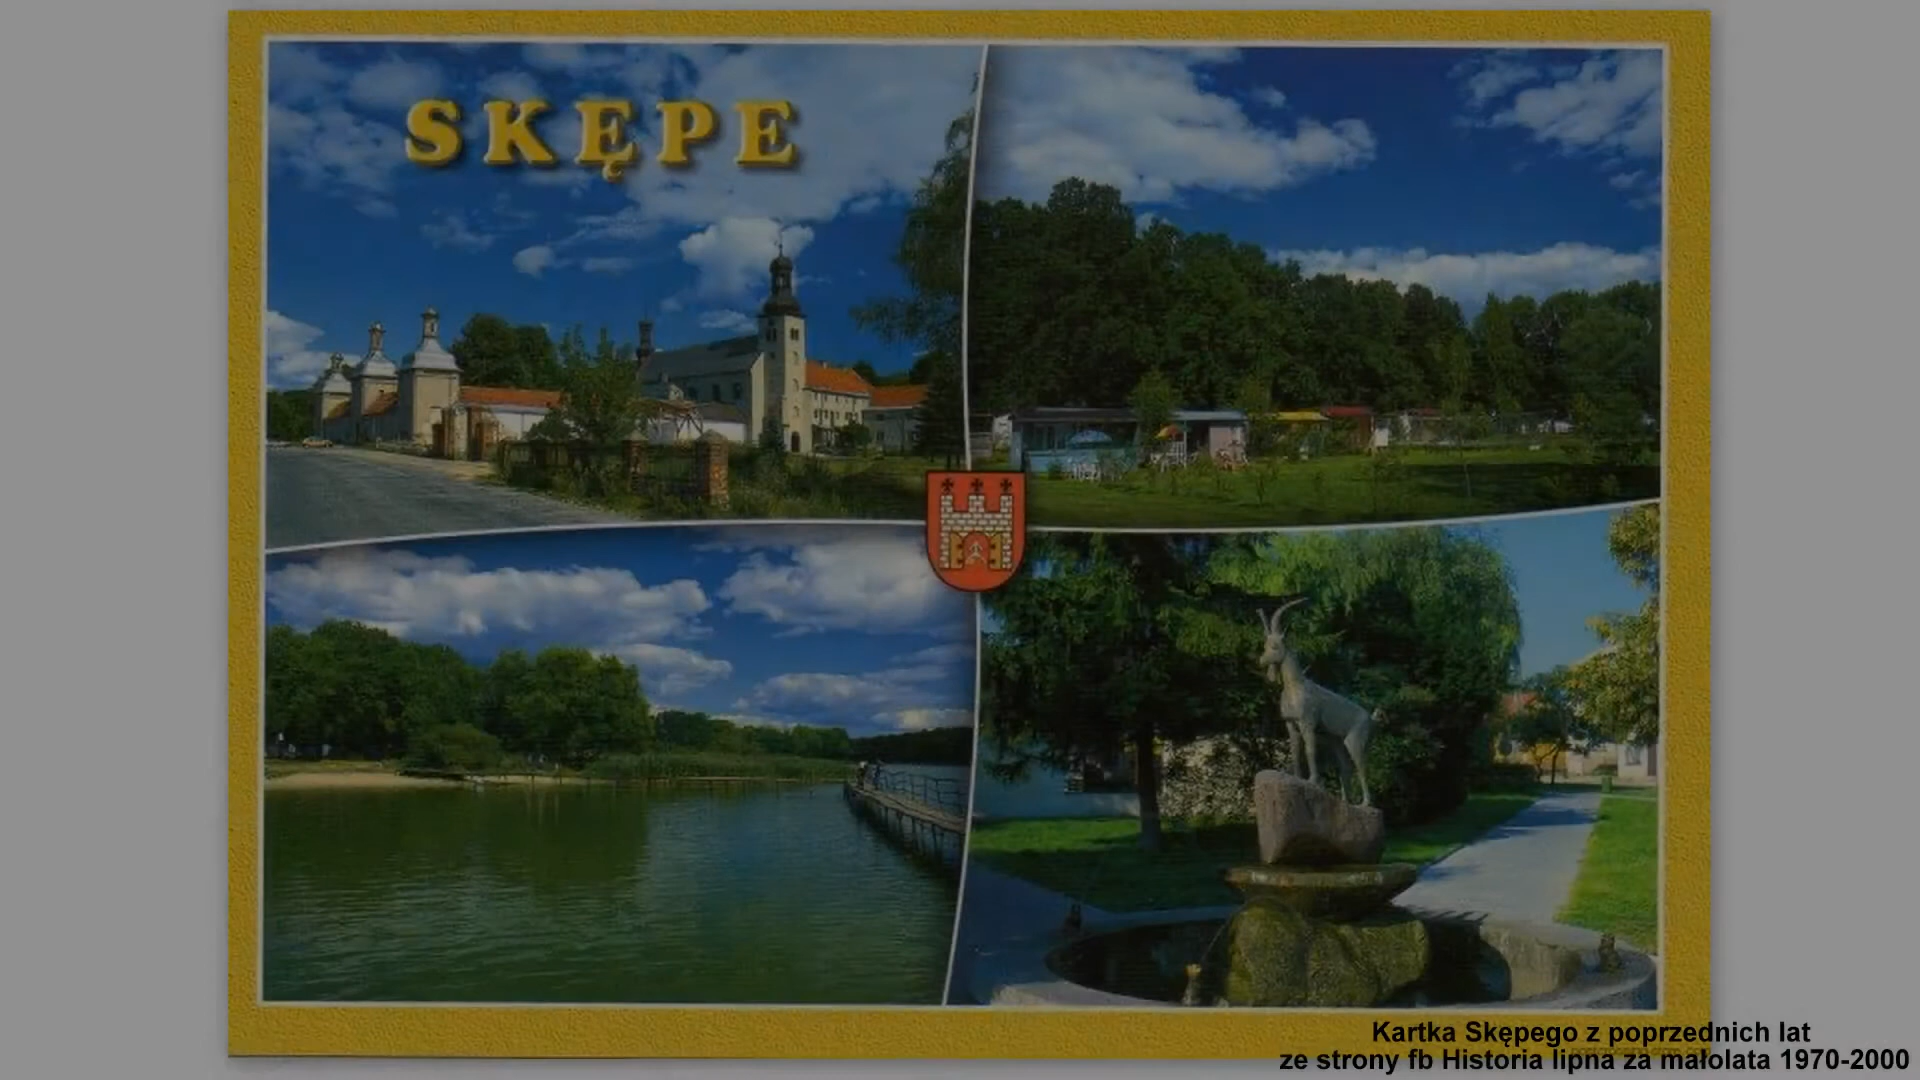 SKĘPE
Kartka Skępego z poprzednich lat
ze strony fb Historia lipna za małolata 1970-2000